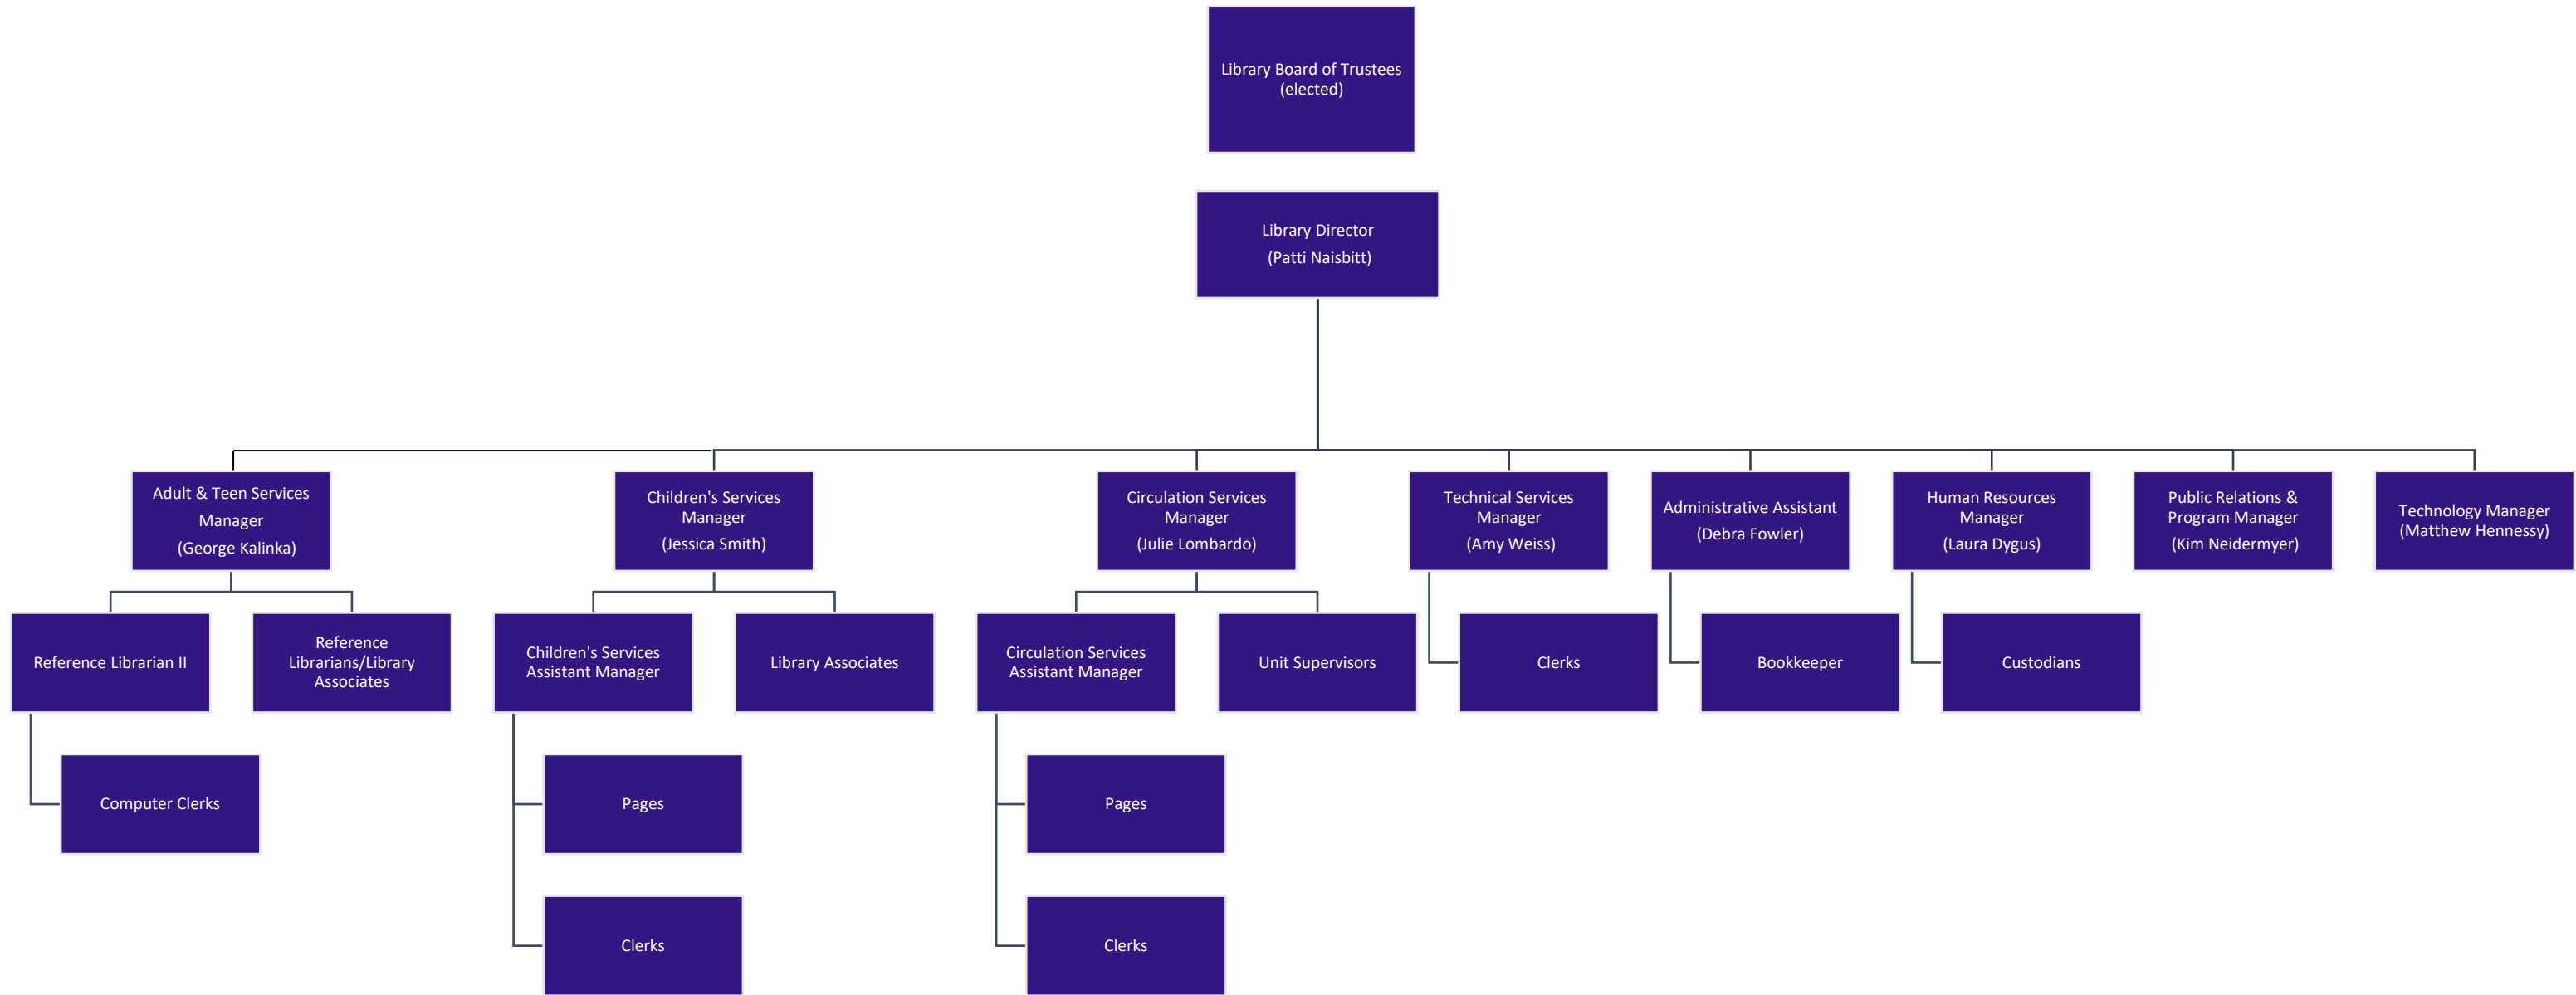 Library Board of Trustees
(elected)
Library Director
(Patti Naisbitt)
Adult & Teen Services
Manager
(George Kalinka)
Children's Services
Manager
(Jessica Smith)
Circulation Services
Manager
(Julie Lombardo)
Technical Services
Manager
(Amy Weiss)
Administrative Assistant
(Debra Fowler)
Human Resources
Manager
(Laura Dygus)
Public Relations &
Program Manager
(Kim Neidermyer)
Technology Manager
(Matthew Hennessy)
Reference Librarian II
Reference
Librarians/Library
Associates
Children's Services
Assistant Manager
Library Associates
Circulation Services
Assistant Manager
Unit Supervisors
Clerks
Bookkeeper
Custodians
Computer Clerks
Pages
Pages
Clerks
Clerks